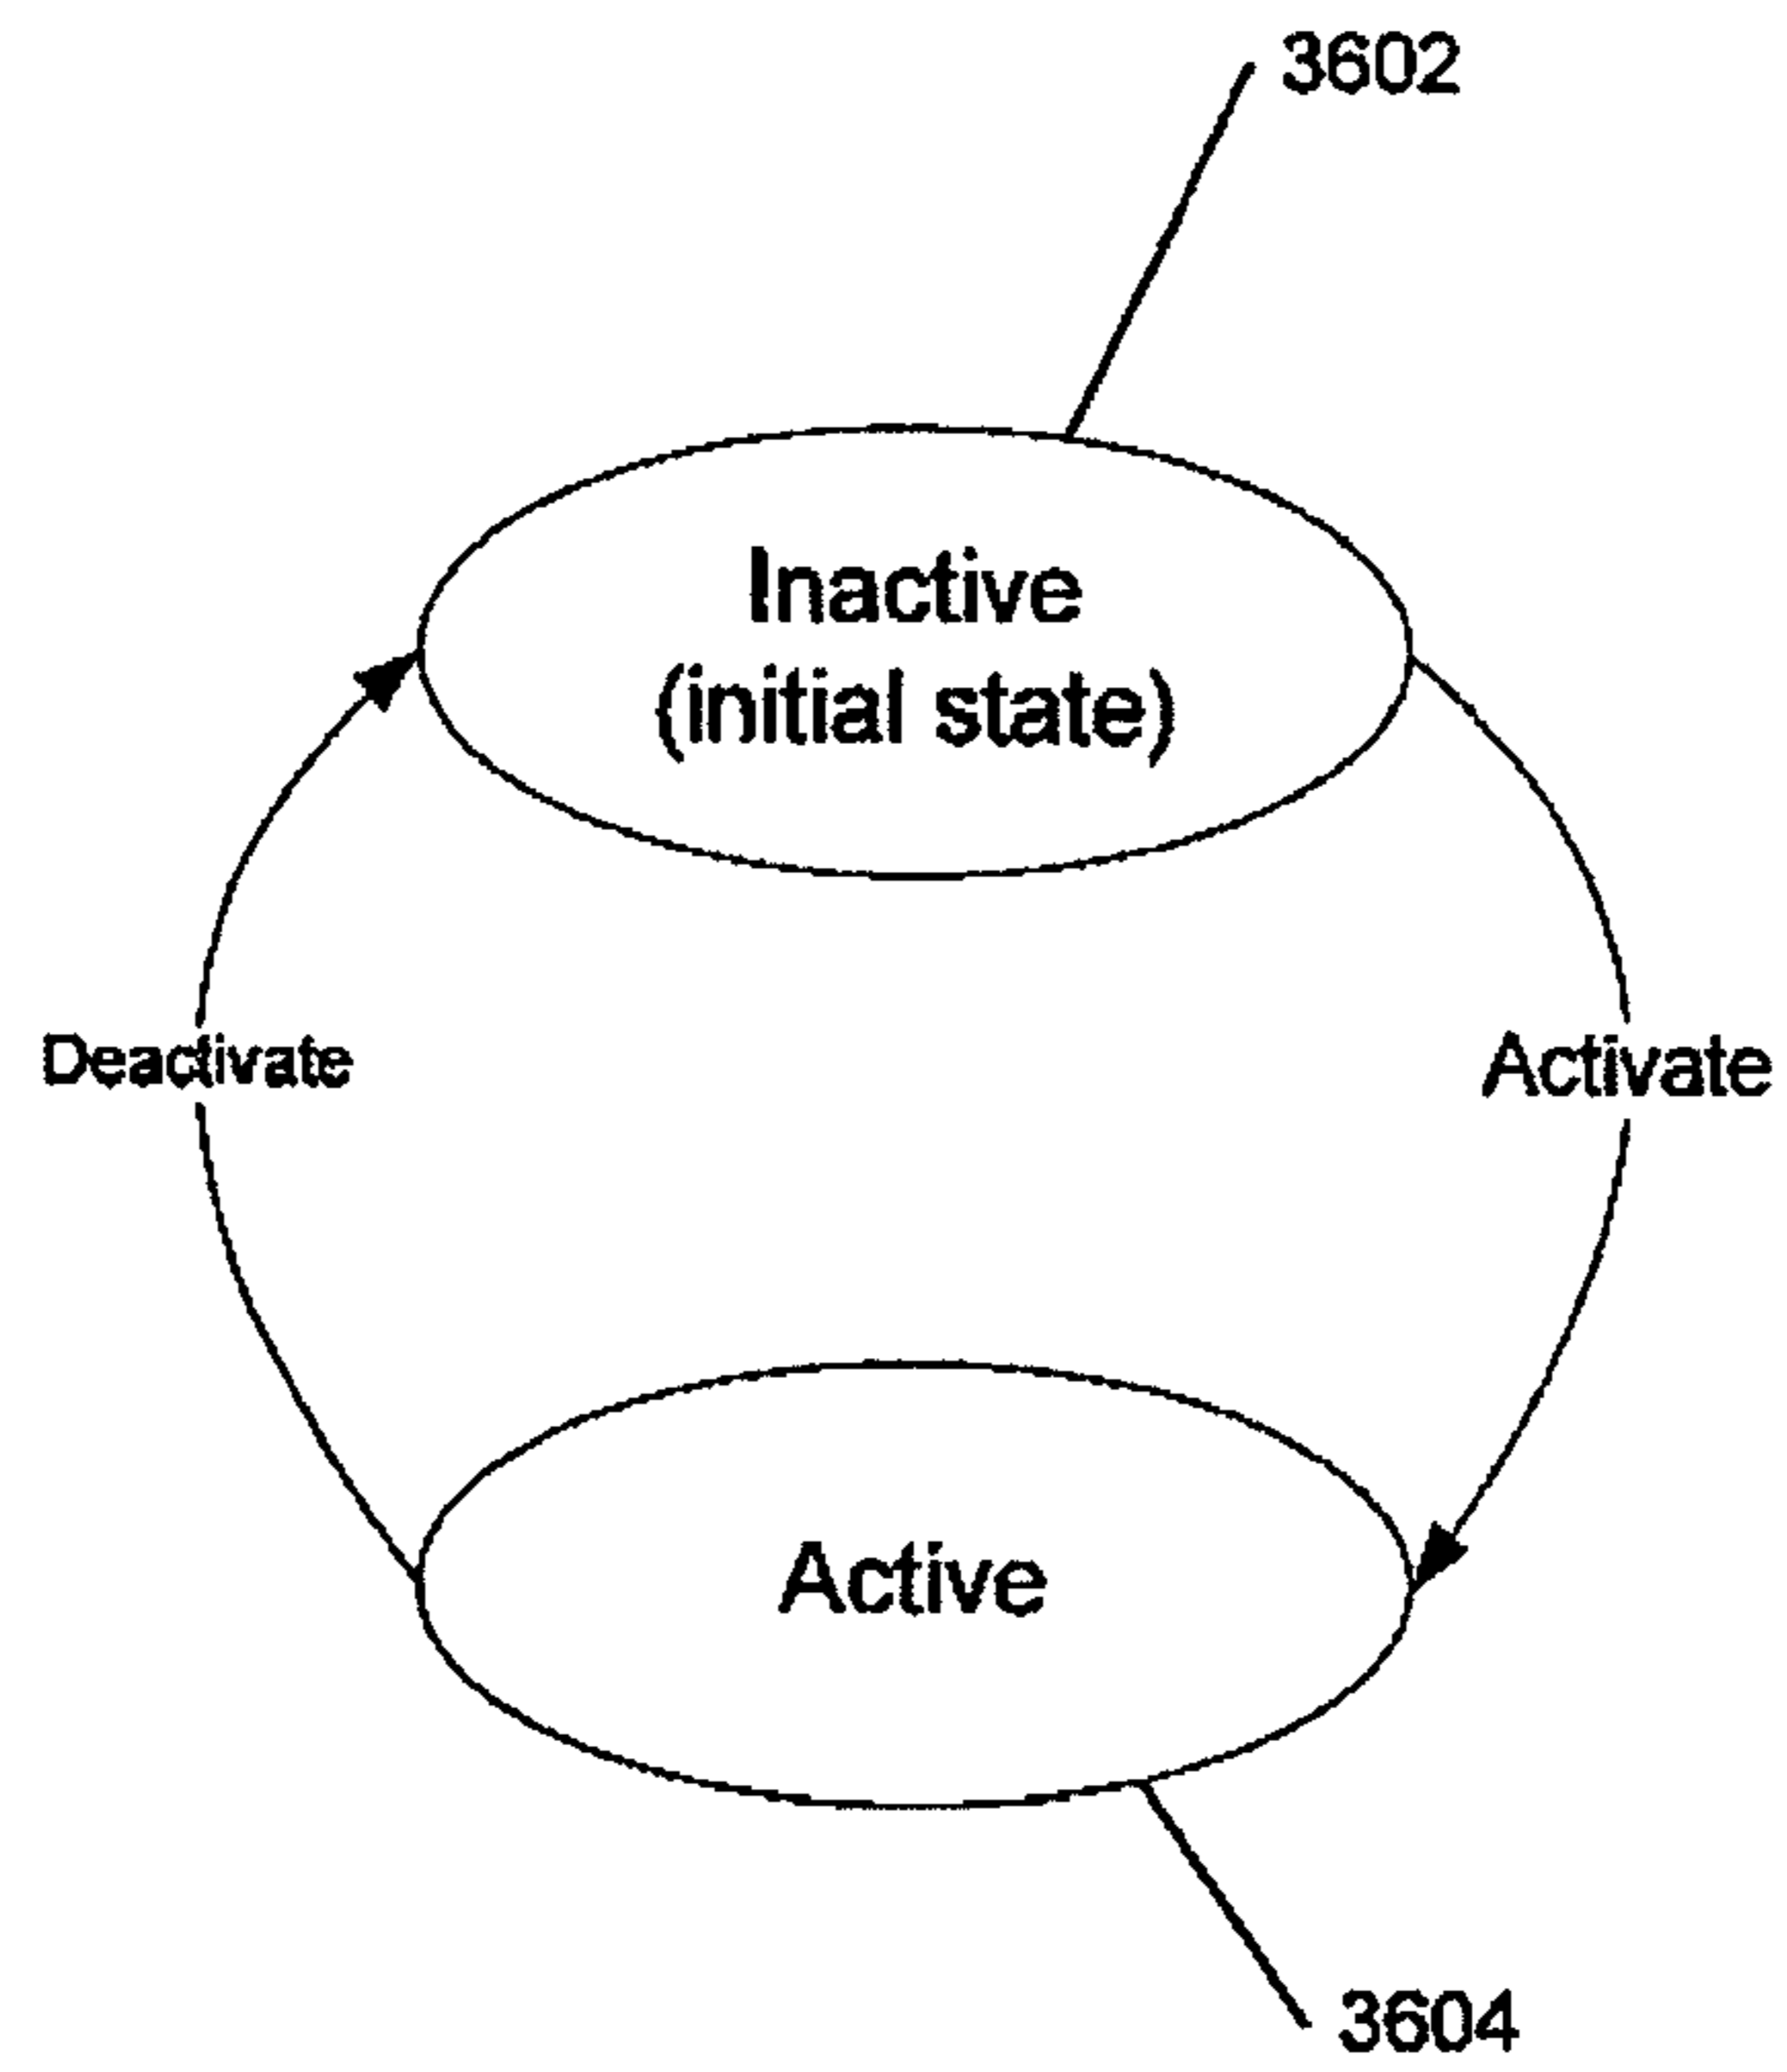 3602
Inactive
(initial state)
Deactivate
Activate
Active
3604